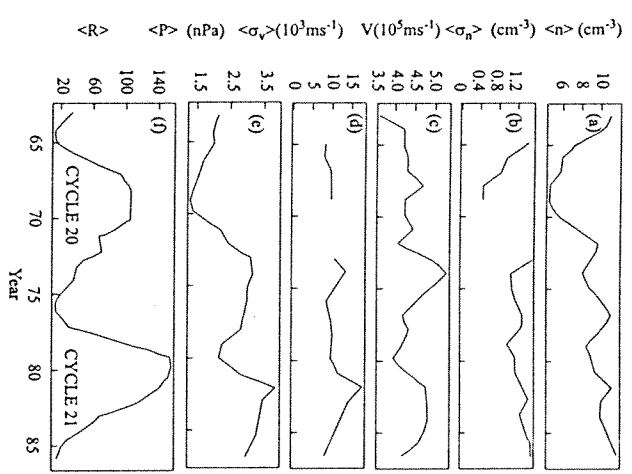 <n> (cm⁻³)
6 8 10
(a)
<σₙ> (cm⁻³)
0 0.4 0.8 1.2
(b)
V(10⁵ms⁻¹)
3.5 4.0 4.5 5.0
(c)
<σᵥ>(10³ms⁻¹)
0 5 10 15
(d)
<P> (nPa)
1.5 2.5 3.5
(e)
<R>
20 60 100 140
(f)
CYCLE 20
CYCLE 21
65 70 75 80 85
Year